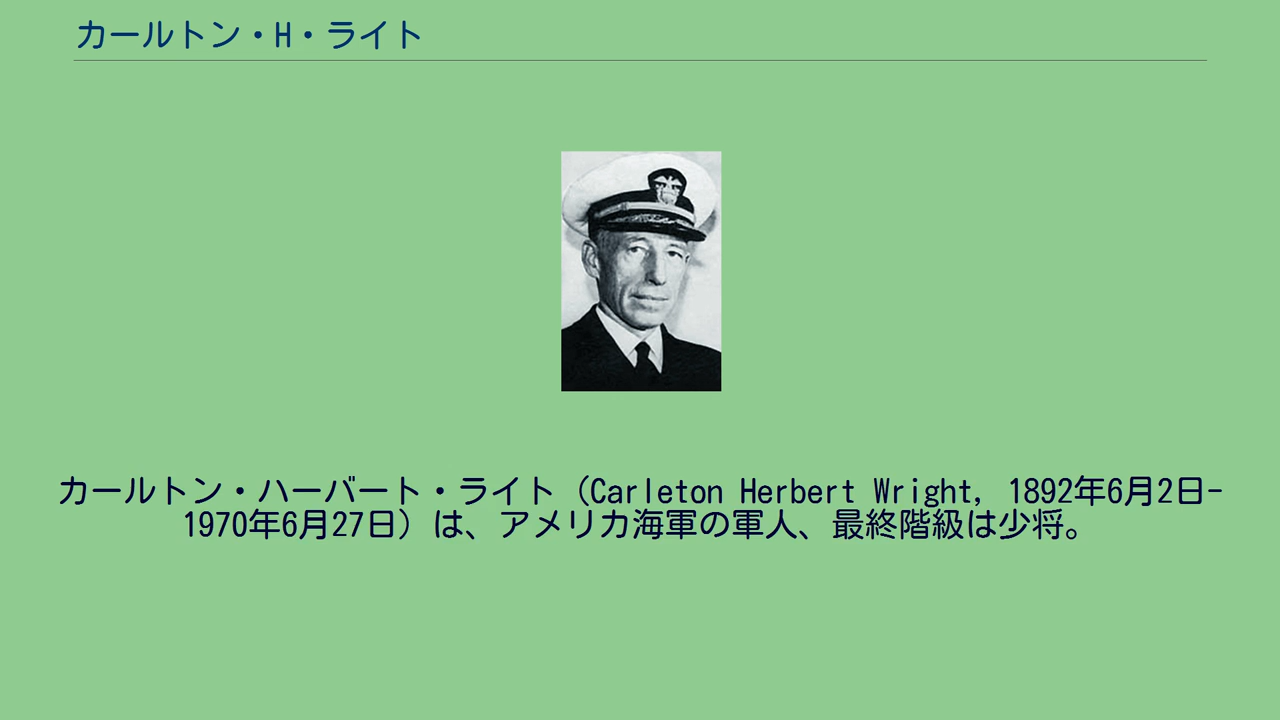 カールトン・H・ライト
カールトン・ハーバート・ライト（Carleton Herbert Wright, 1892年6月2日-
1970年6月27日）は、アメリカ海軍の軍人、最終階級は少将。